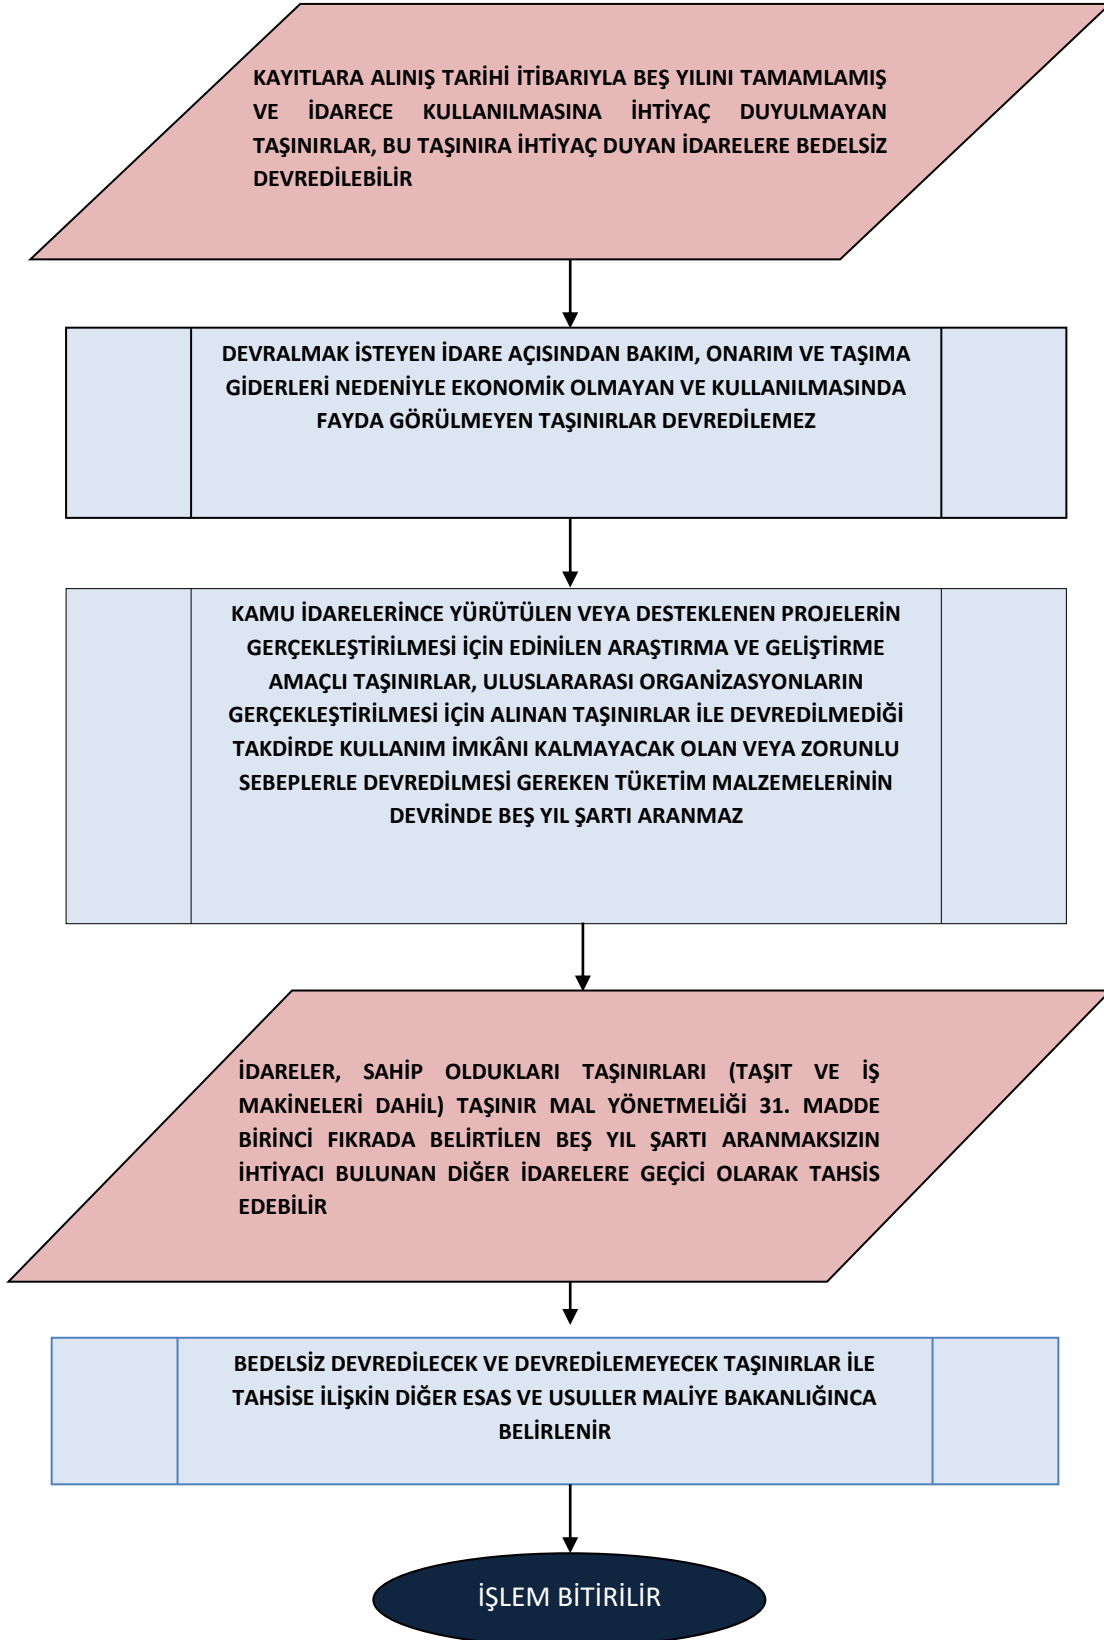 KAYITLARA ALINIŞ TARİHİ İTİBARIYLA BEŞ YILINI TAMAMLAMIŞ
VE İDARECE KULLANILMASINA İHTİYAÇ DUYULMAYAN
TAŞINIRLAR, BU TAŞINIRA İHTİYAÇ DUYAN İDARELERE BEDELSİZ
DEVREDİLEBİLİR
DEVRALMAK İSTEYEN İDARE AÇISINDAN BAKIM, ONARIM VE TAŞIMA
GİDERLERİ NEDENİYLE EKONOMİK OLMAYAN VE KULLANILMASINDA
FAYDA GÖRÜLMEYEN TAŞINIRLAR DEVREDİLEMEZ
KAMU İDARELERİNCE YÜRÜTÜLEN VEYA DESTEKLENEN PROJELERİN
GERÇEKLEŞTİRİLMESİ İÇİN EDİNİLEN ARAŞTIRMA VE GELİŞTİRME
AMAÇLI TAŞINIRLAR, ULUSLARARASI ORGANİZASYONLARIN
GERÇEKLEŞTİRİLMESİ İÇİN ALINAN TAŞINIRLAR İLE DEVREDİLMEDİĞİ
TAKDİRDE KULLANIM İMKÂNI KALMAYACAK OLAN VEYA ZORUNLU
SEBEPLERLE DEVREDİLMESİ GEREKEN TÜKETİM MALZEMELERİNİN
DEVRİNDE BEŞ YIL ŞARTI ARANMAZ
İDARELER, SAHİP OLDUKLARI TAŞINIRLARI (TAŞIT VE İŞ
MAKİNELERİ DAHİL) TAŞINIR MAL YÖNETMELİĞİ 31. MADDE
BİRİNCİ FIKRADA BELİRTİLEN BEŞ YIL ŞARTI ARANMAKSIZIN
İHTİYACI BULUNAN DİĞER İDARELERE GEÇİCİ OLARAK TAHSİS
EDEBİLİR
BEDELSİZ DEVREDİLECEK VE DEVREDİLEMEYECEK TAŞINIRLAR İLE
TAHSİSE İLİŞKİN DİĞER ESAS VE USULLER MALİYE BAKANLIĞINCA
BELİRLENİR
İŞLEM BİTİRİLİR